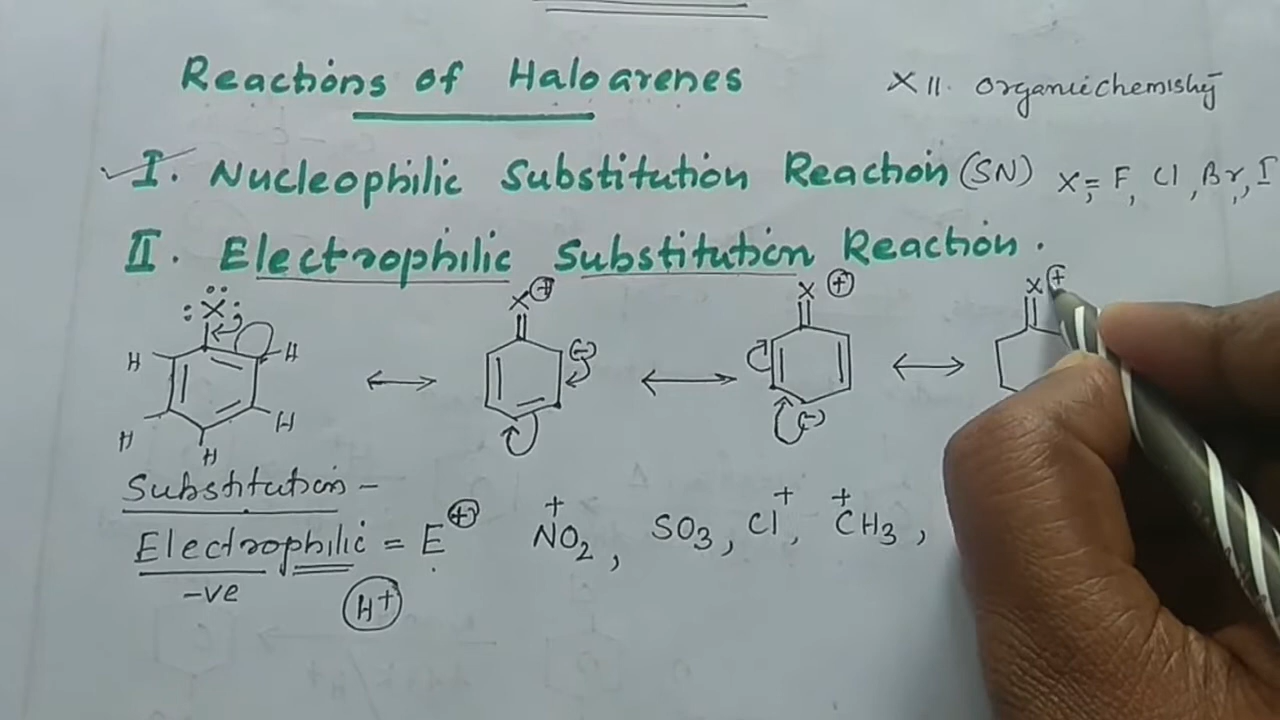 Reactions of Haloarenes
XII. Organic chemistry
I. Nucleophilic Substitution Reaction (SN) X = F, Cl, Br, I
II. Electrophilic Substitution Reaction.
X X⊕ X ⊕ X⊕
H H (-)
H H H (-)
Substitution -
Electrophilic = E⊕ N⁺O₂, SO₃, Cl⁺, C⁺H₃,
-ve H⁺